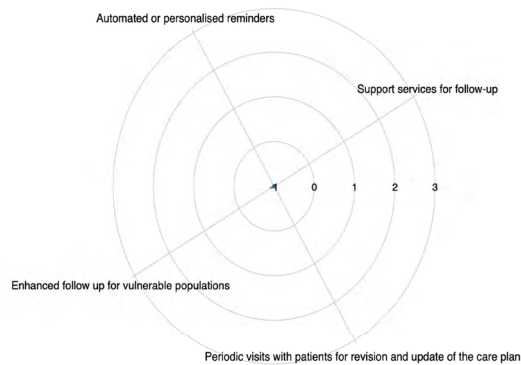 Automated or personalised reminders
Support services for follow-up
-1 0 1 2 3
Enhanced follow up for vulnerable populations
Periodic visits with patients for revision and update of the care plan